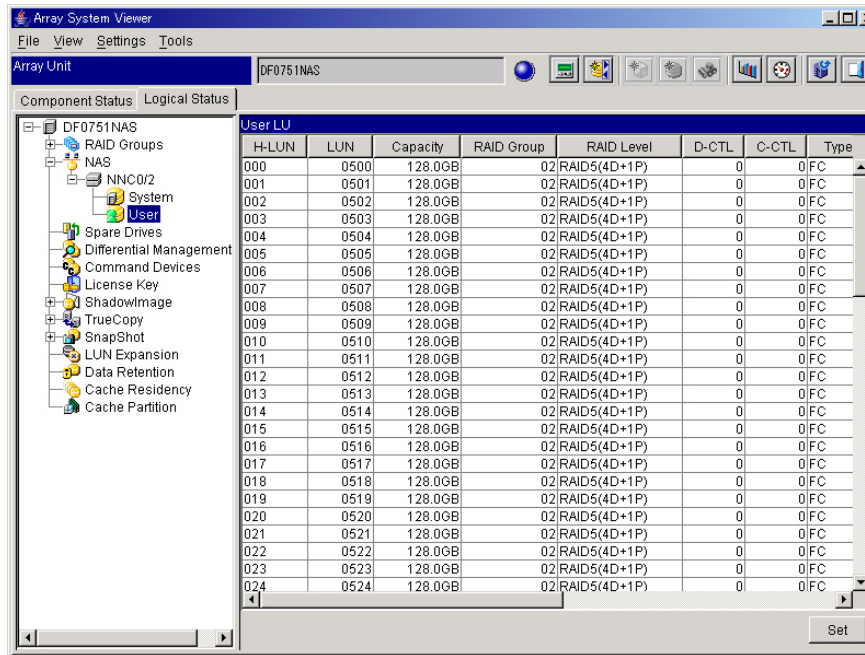 Array System Viewer
File View Settings Tools
Array Unit DF0751NAS
Component Status Logical Status
DF0751NAS
RAID Groups
NAS
NNC0/2
System
User
Spare Drives
Differential Management
Command Devices
License Key
ShadowImage
TrueCopy
SnapShot
LUN Expansion
Data Retention
Cache Residency
Cache Partition
User LU
H-LUN LUN Capacity RAID Group RAID Level D-CTL C-CTL Type
000 0500 128.0GB 02 RAID5(4D+1P) 0 0 FC
001 0501 128.0GB 02 RAID5(4D+1P) 0 0 FC
002 0502 128.0GB 02 RAID5(4D+1P) 0 0 FC
003 0503 128.0GB 02 RAID5(4D+1P) 0 0 FC
004 0504 128.0GB 02 RAID5(4D+1P) 0 0 FC
005 0505 128.0GB 02 RAID5(4D+1P) 0 0 FC
006 0506 128.0GB 02 RAID5(4D+1P) 0 0 FC
007 0507 128.0GB 02 RAID5(4D+1P) 0 0 FC
008 0508 128.0GB 02 RAID5(4D+1P) 0 0 FC
009 0509 128.0GB 02 RAID5(4D+1P) 0 0 FC
010 0510 128.0GB 02 RAID5(4D+1P) 0 0 FC
011 0511 128.0GB 02 RAID5(4D+1P) 0 0 FC
012 0512 128.0GB 02 RAID5(4D+1P) 0 0 FC
013 0513 128.0GB 02 RAID5(4D+1P) 0 0 FC
014 0514 128.0GB 02 RAID5(4D+1P) 0 0 FC
015 0515 128.0GB 02 RAID5(4D+1P) 0 0 FC
016 0516 128.0GB 02 RAID5(4D+1P) 0 0 FC
017 0517 128.0GB 02 RAID5(4D+1P) 0 0 FC
018 0518 128.0GB 02 RAID5(4D+1P) 0 0 FC
019 0519 128.0GB 02 RAID5(4D+1P) 0 0 FC
020 0520 128.0GB 02 RAID5(4D+1P) 0 0 FC
021 0521 128.0GB 02 RAID5(4D+1P) 0 0 FC
022 0522 128.0GB 02 RAID5(4D+1P) 0 0 FC
023 0523 128.0GB 02 RAID5(4D+1P) 0 0 FC
024 0524 128.0GB 02 RAID5(4D+1P) 0 0 FC
Set